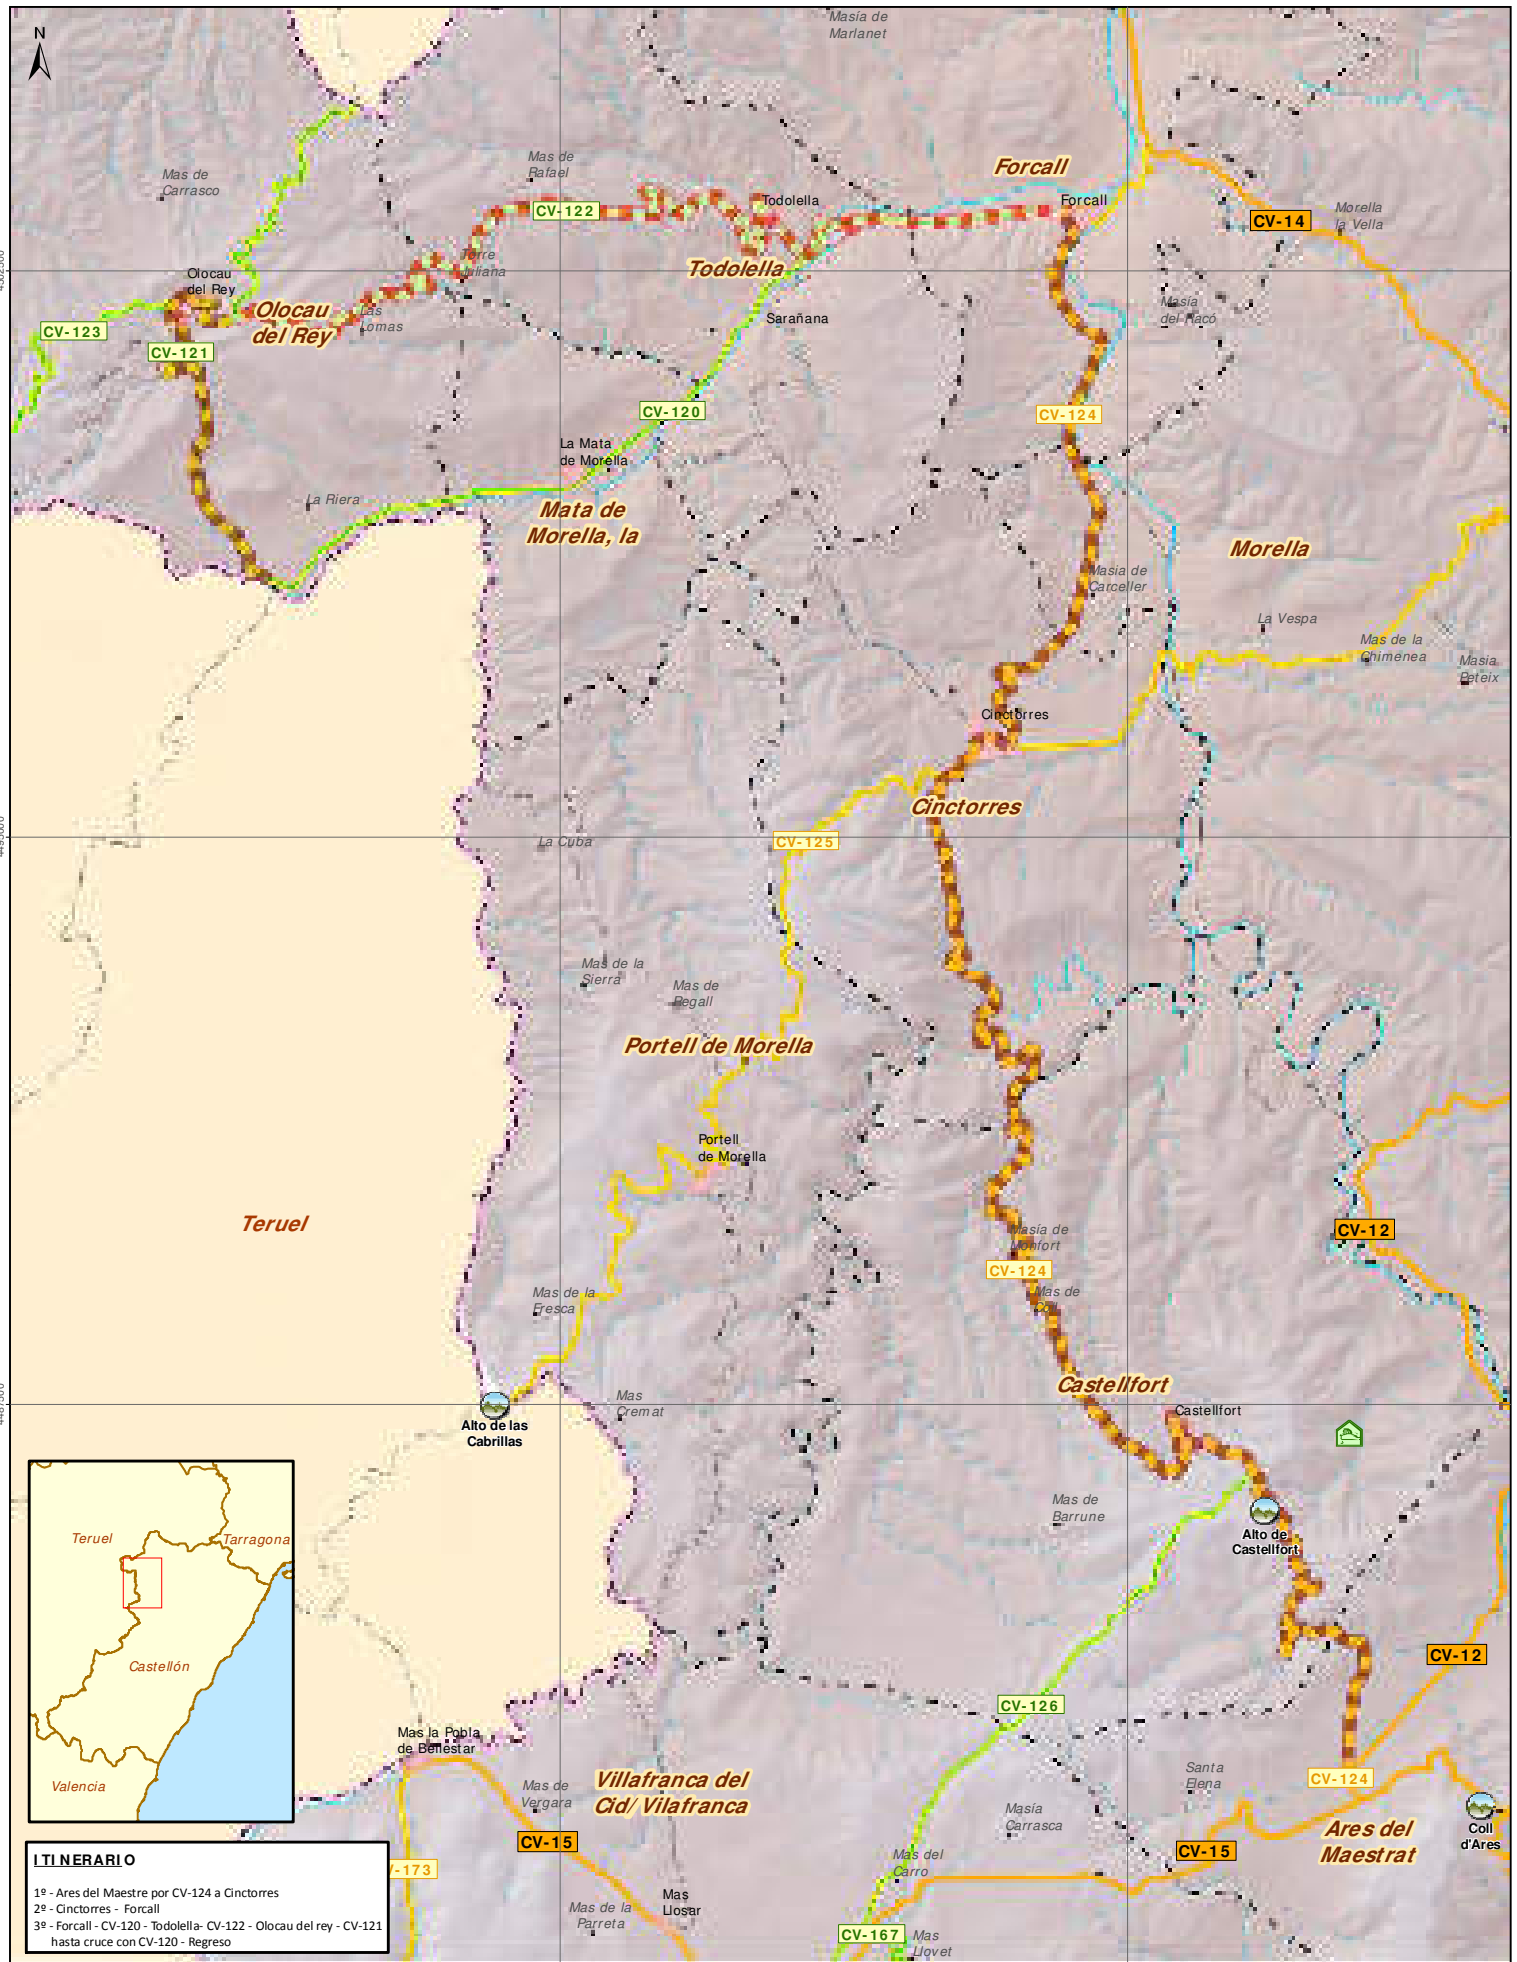 N
Masía de
Marlanet
Mas de
Carrasco
Mas de
Rafael
Forcall
CV-122
Todolella
Forcall
CV-14
Morella
la Vella
Todolella
Torre
Juliana
Olocau
del Rey
Olocau
del Rey
Las
Lomas
Sarañana
Masía
del Racó
CV-123
CV-121
CV-120
CV-124
La Mata
de Morella
La Riera
Mata de
Morella, la
Morella
Masia de
Carceller
La Vespa
Mas de la
Chimenea
Masia
Peteix
Cinctorres
Cinctorres
CV-125
La Cuba
Mas de la
Sierra
Mas de
Regall
Portell de Morella
Portell
de Morella
Teruel
Masía de
Monfort
CV-12
CV-124
Mas de la
Fresca
Mas de
Castellfort
Mas
Cremat
Castellfort
Alto de las
Cabrillas
Mas de
Barrune
Alto de
Castellfort
Teruel
Tarragona
Castellón
Valencia
CV-12
CV-126
Mas la Pobla
de Bellestar
Mas de
Vergara
Villafranca del
Cid/ Vilafranca
Santa
Elena
CV-124
Masía
Carrasca
Coll
d'Ares
Ares del
Maestrat
CV-15
CV-15
Mas del
Carro
V-173
Mas
Llosar
Mas de la
Parreta
CV-167
Mas
Llovet
ITINERARIO
1º - Ares del Maestre por CV-124 a Cinctorres
2º - Cinctorres - Forcall
3º - Forcall - CV-120 - Todolella- CV-122 - Olocau del rey - CV-121
hasta cruce con CV-120 - Regreso